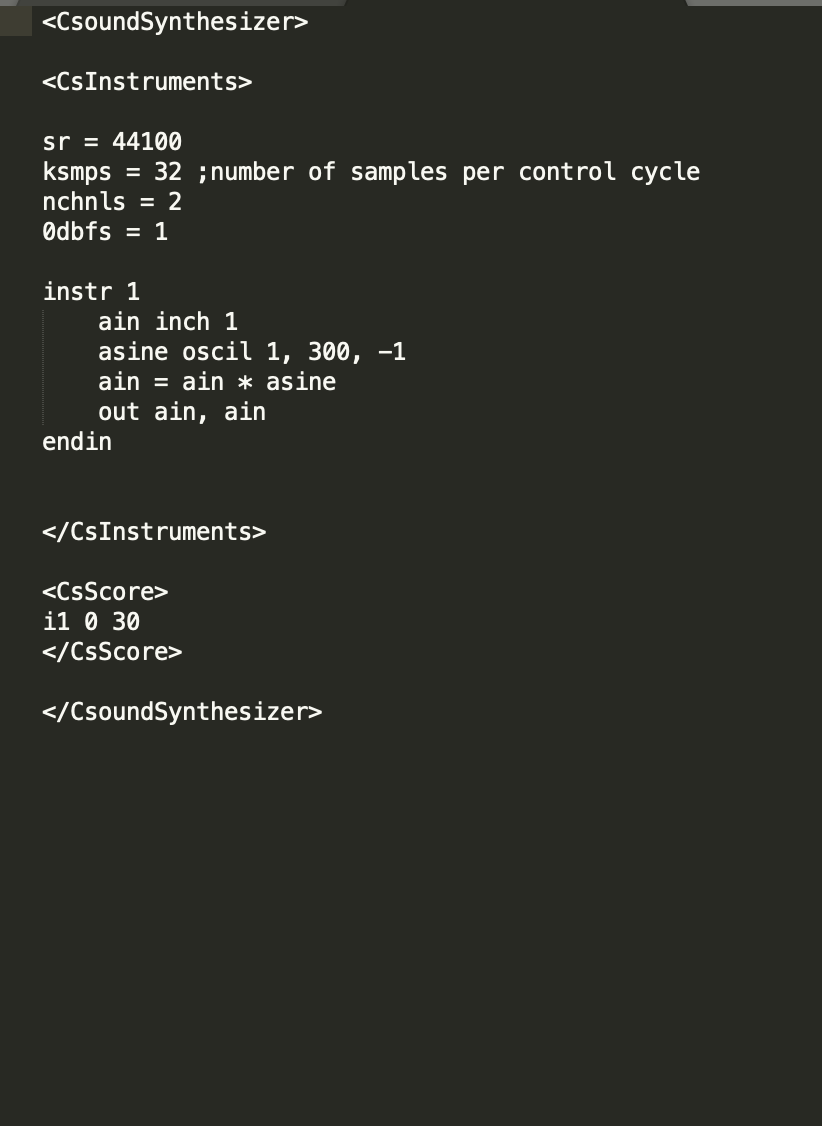 <CsoundSynthesizer>
<CsInstruments>
sr = 44100
ksmps = 32 ;number of samples per control cycle
nchnls = 2
0dbfs = 1
instr 1
ain inch 1
asine oscil 1, 300, -1
ain = ain * asine
out ain, ain
endin
</CsInstruments>
<CsScore>
i1 0 30
</CsScore>
</CsoundSynthesizer>